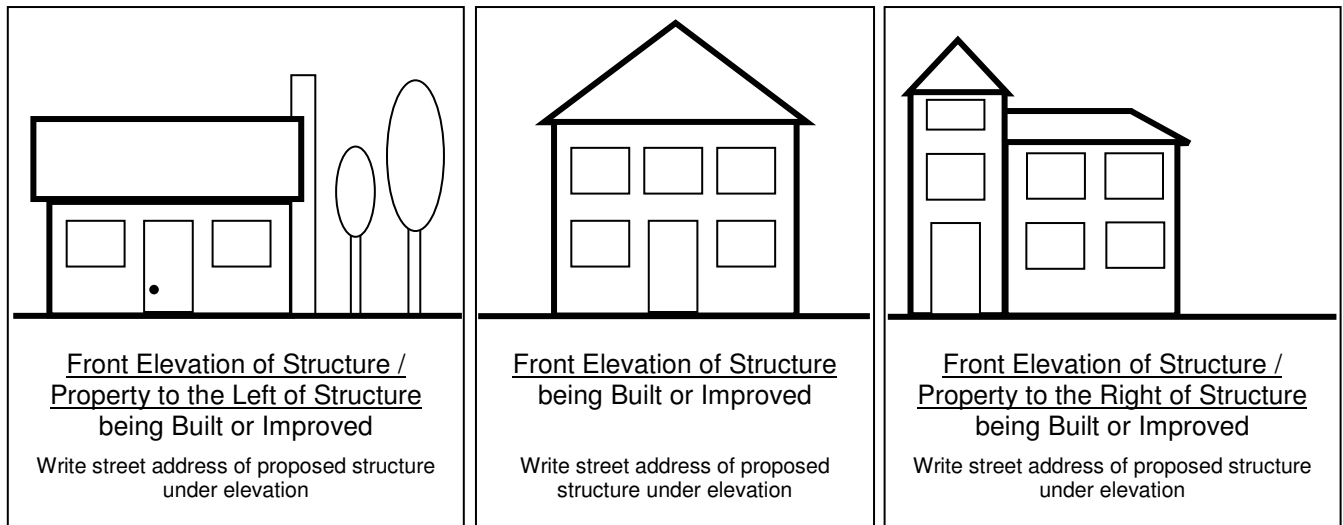 Front Elevation of Structure /
Property to the Left of Structure
being Built or Improved
Write street address of proposed structure
under elevation
Front Elevation of Structure
being Built or Improved
Write street address of proposed
structure under elevation
Front Elevation of Structure /
Property to the Right of Structure
being Built or Improved
Write street address of proposed structure
under elevation